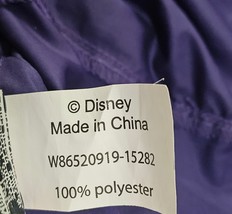 © Disney
Made in China
W86520919-15282
100% polyester